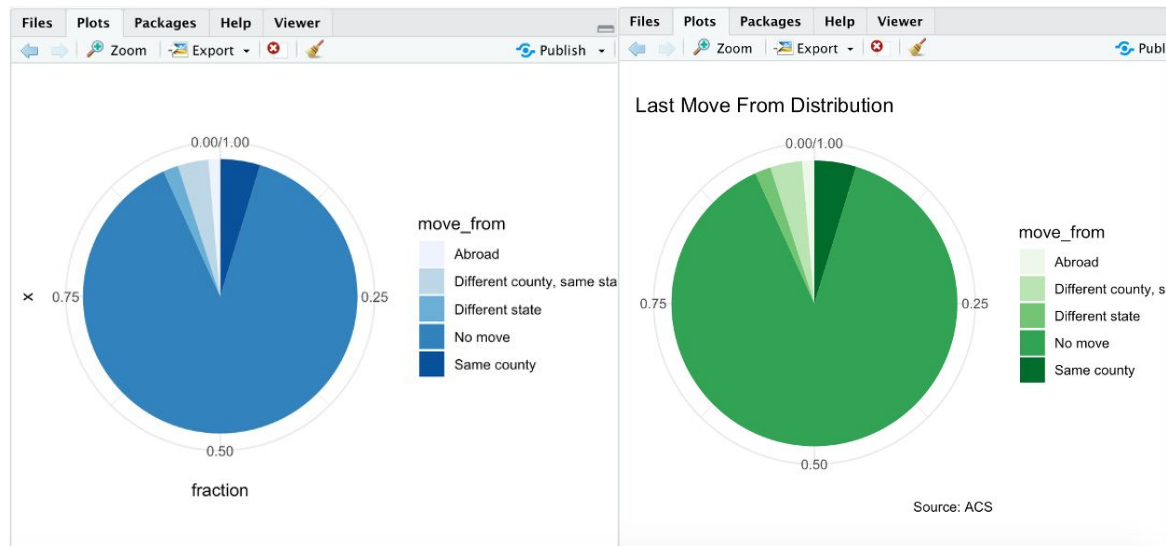 Files Plots Packages Help Viewer
Zoom Export Publish
0.00/1.00
x 0.75 0.25
0.50
fraction
move_from
Abroad
Different county, same sta
Different state
No move
Same county
Files Plots Packages Help Viewer
Zoom Export Publ
Last Move From Distribution
0.00/1.00
0.75 0.25
0.50
move_from
Abroad
Different county, s
Different state
No move
Same county
Source: ACS